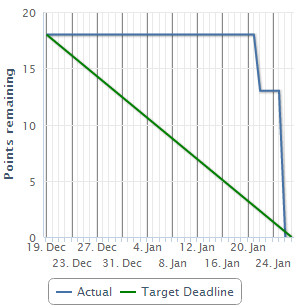 Points remaining
20
15
10
5
0
19. Dec 27. Dec 4. Jan 12. Jan 20. Jan
23. Dec 31. Dec 8. Jan 16. Jan 24. Jan
Actual Target Deadline